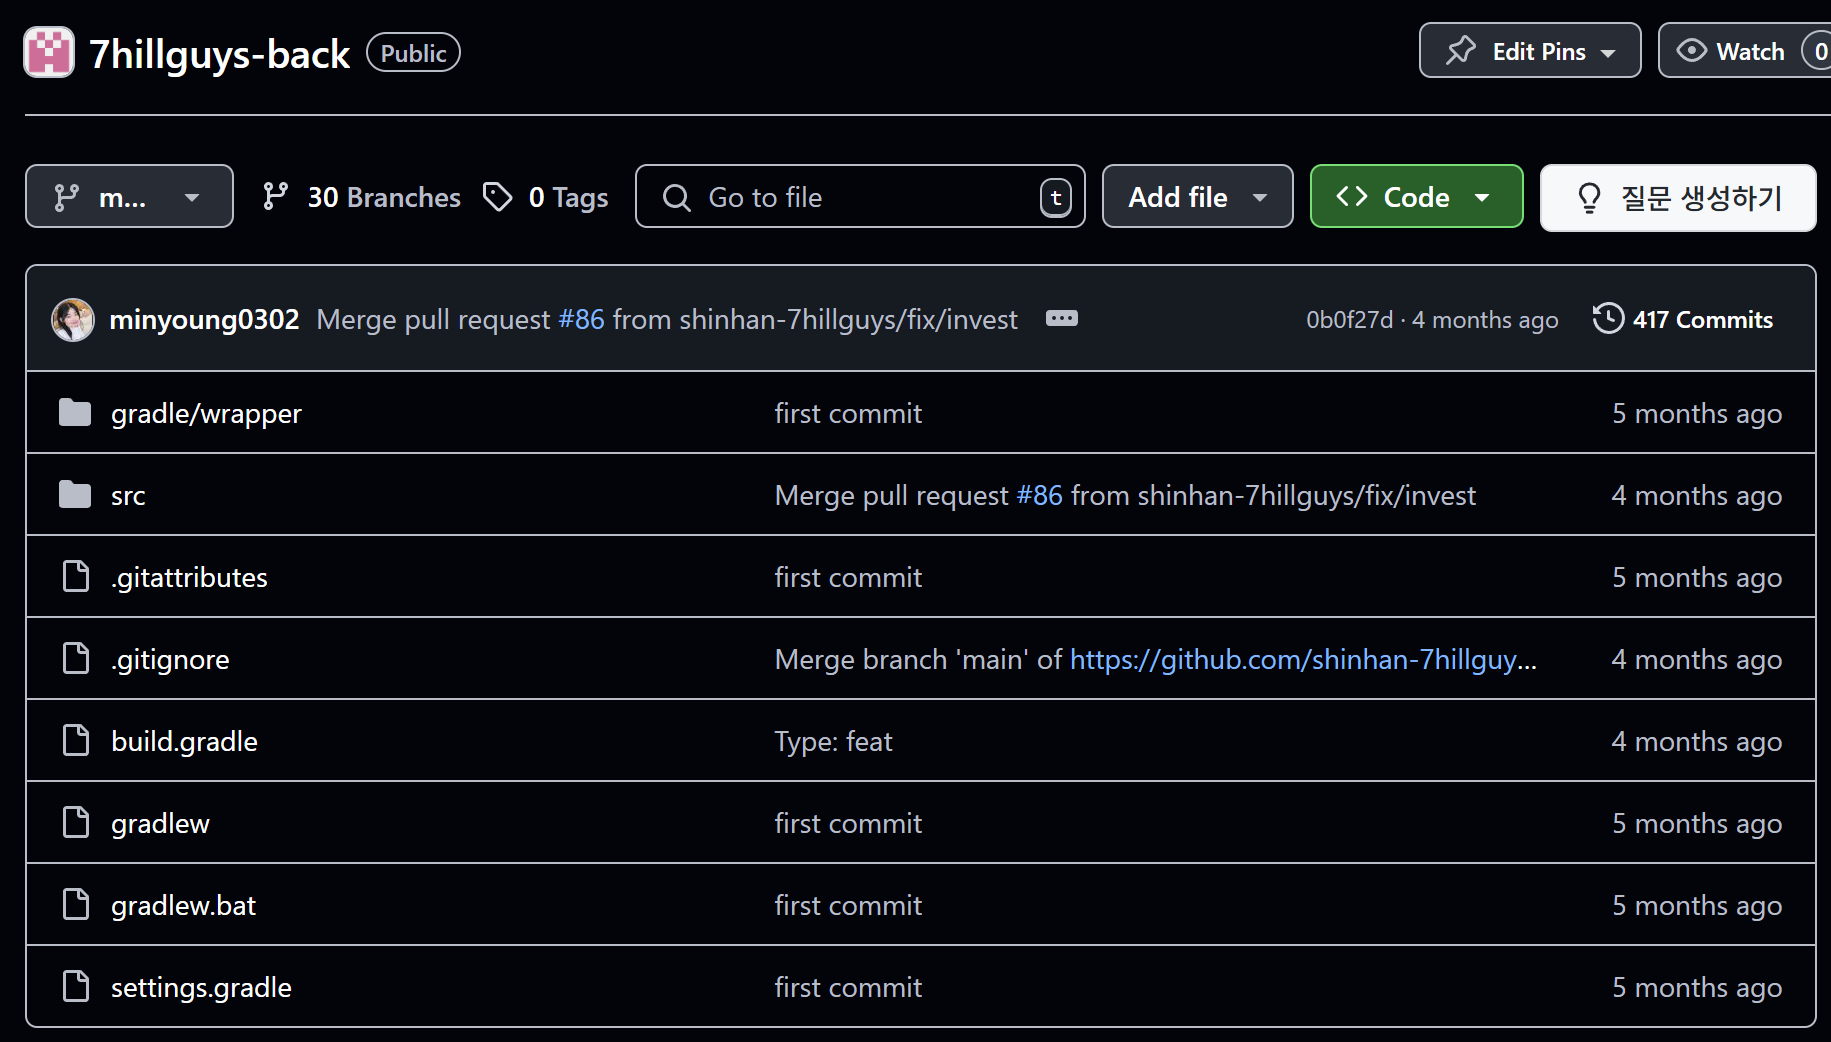 7hillguys-back Public Edit Pins Watch 0
m... 30 Branches 0 Tags Go to file t Add file Code 질문 생성하기
minyoung0302 Merge pull request #86 from shinhan-7hillguys/fix/invest ... 0b0f27d · 4 months ago 417 Commits
gradle/wrapper first commit 5 months ago
src Merge pull request #86 from shinhan-7hillguys/fix/invest 4 months ago
.gitattributes first commit 5 months ago
.gitignore Merge branch 'main' of https://github.com/shinhan-7hillguy... 4 months ago
build.gradle Type: feat 4 months ago
gradlew first commit 5 months ago
gradlew.bat first commit 5 months ago
settings.gradle first commit 5 months ago